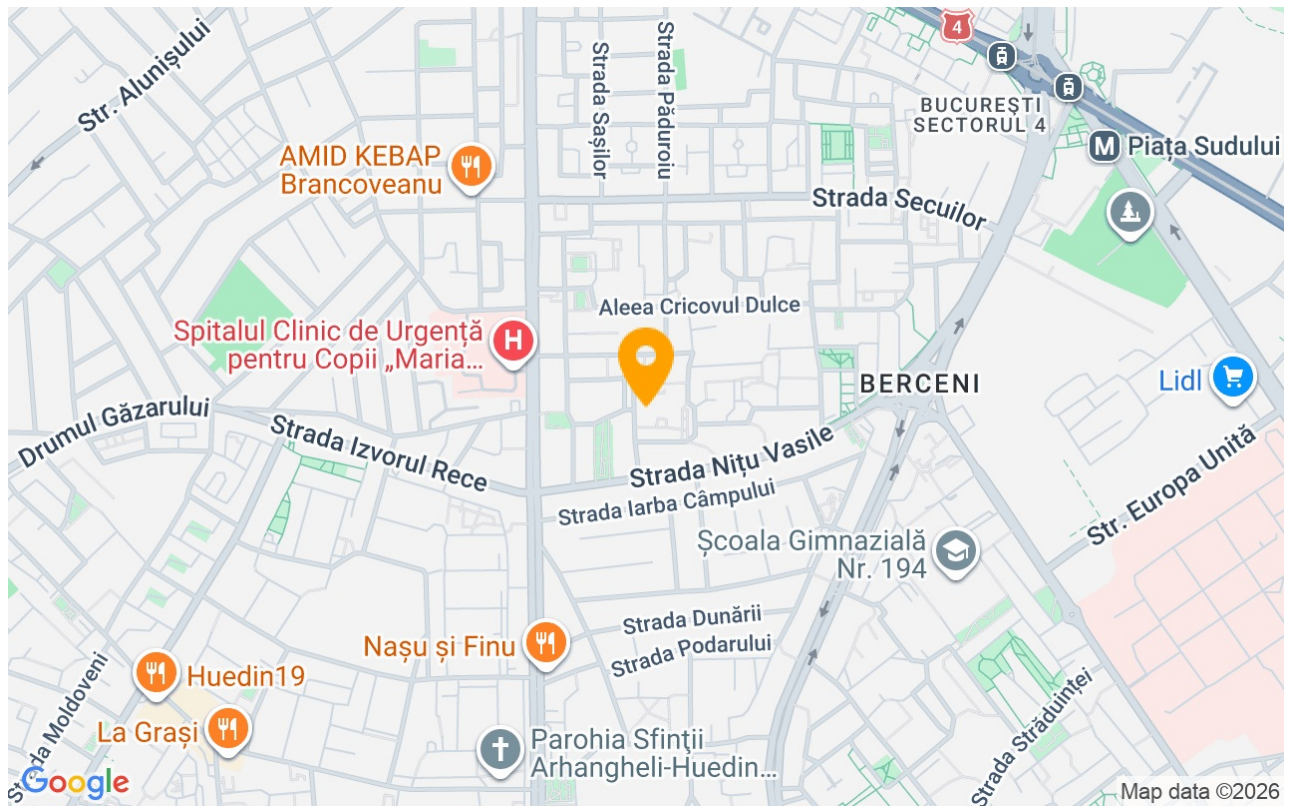 4
Str. Alunișului
Strada Sașilor
Strada Păduroiu
BUCUREȘTI
SECTORUL 4
M Piața Sudului
AMID KEBAP
Brancoveanu
Strada Secuilor
Aleea Cricovul Dulce
Spitalul Clinic de Urgență
pentru Copii „Maria...
H
BERCENI
Lidl
Drumul Găzarului
Strada Izvorul Rece
Strada Nițu Vasile
Strada Iarba Câmpului
Str. Europa Unită
Școala Gimnazială
Nr. 194
Strada Dunării
Strada Podarului
Nașu și Finu
Huedin19
La Grași
Strada Moldoveni
Parohia Sfinţii
Arhangheli-Huedin...
Strada Străduinței
Google
Map data ©2026